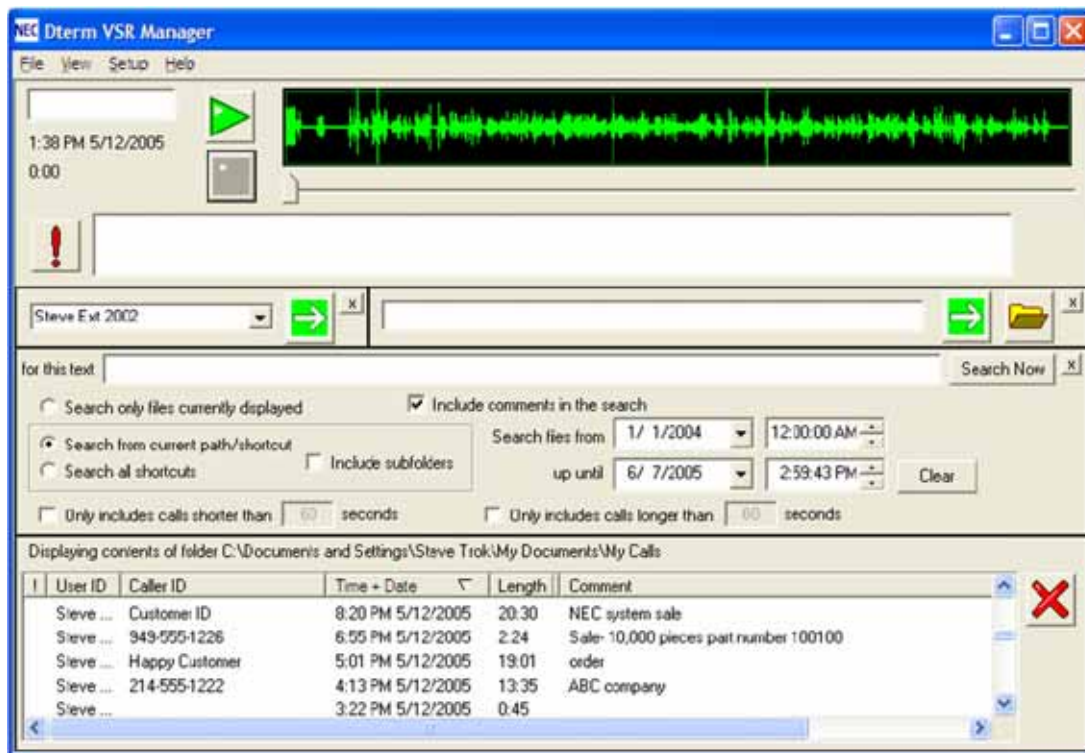 NEC Dterm VSR Manager
File View Setup Help
1:38 PM 5/12/2005
0:00
!
Steve Ext 2002
x
x
for this text
Search Now
x
Search only files currently displayed
Include comments in the search
Search from current path/shortcut
Search all shortcuts
Include subfolders
Search files from 1/ 1/2004 12:00:00 AM
up until 6/ 7/2005 2:59:43 PM
Clear
Only includes calls shorter than 60 seconds
Only includes calls longer than 60 seconds
Displaying contents of folder C:\Documents and Settings\Steve Trok\My Documents\My Calls
! User ID Caller ID Time + Date Length Comment
Steve ... Customer ID 8:20 PM 5/12/2005 20:30 NEC system sale
Steve ... 949-555-1226 6:55 PM 5/12/2005 2:24 Sale- 10,000 pieces part number 100100
Steve ... Happy Customer 5:01 PM 5/12/2005 19:01 order
Steve ... 214-555-1222 4:13 PM 5/12/2005 13:35 ABC company
Steve ... 3:22 PM 5/12/2005 0:45